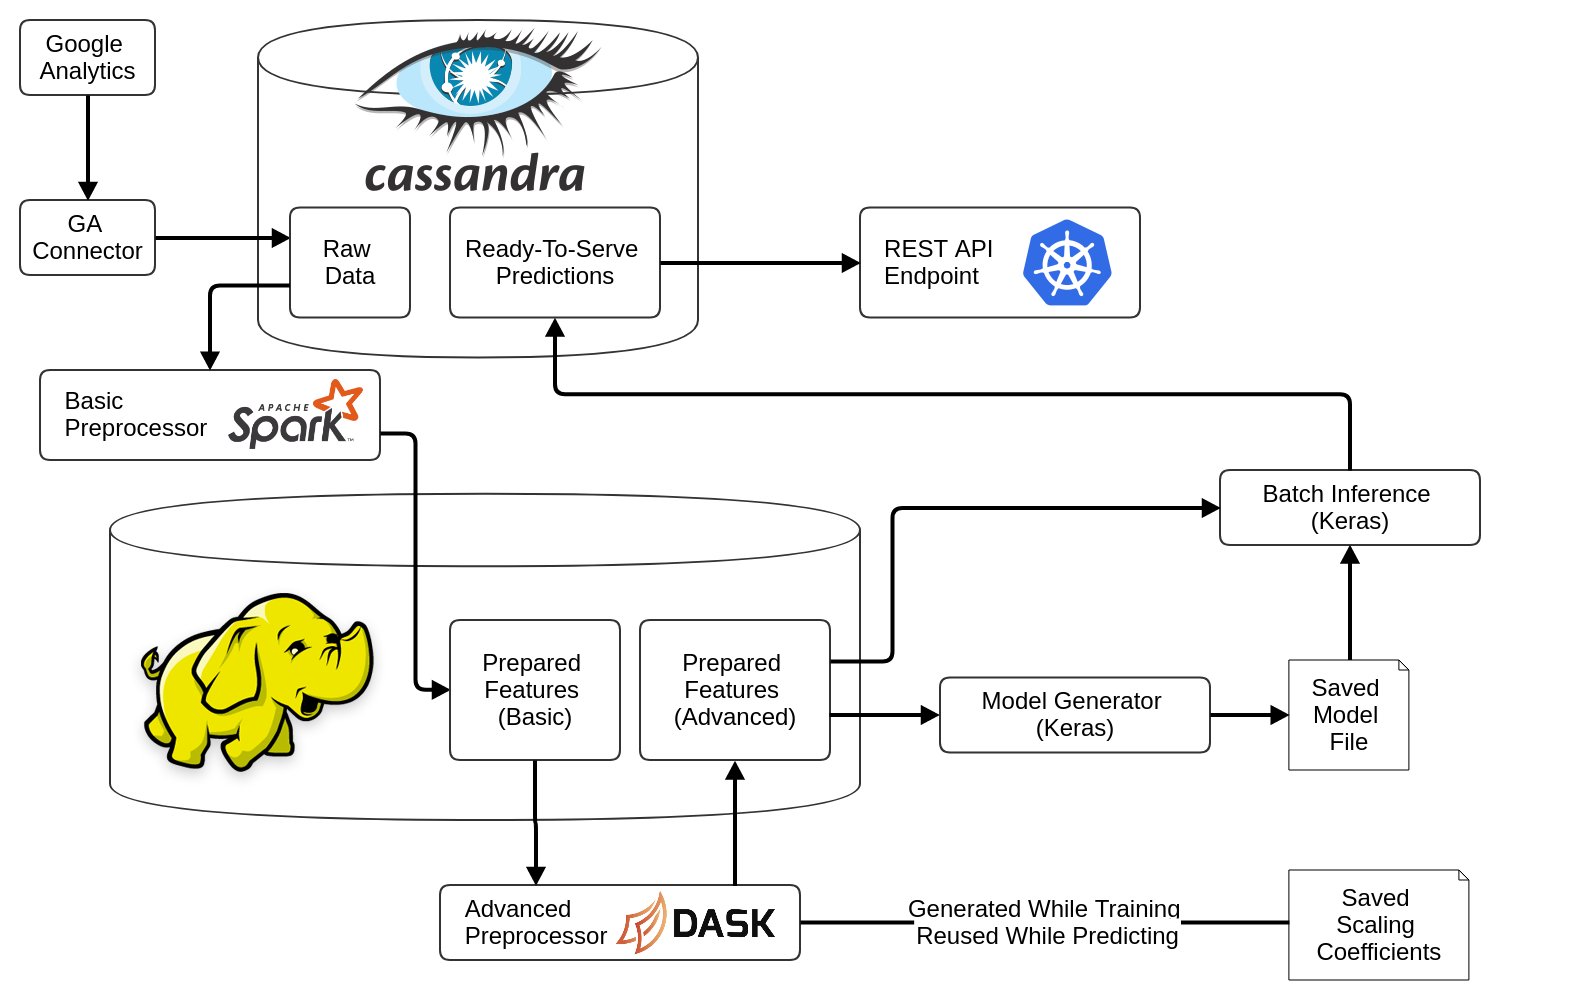 Google
Analytics
cassandra
GA
Connector
Raw
Data
Ready-To-Serve
Predictions
REST API
Endpoint
Basic
Preprocessor
APACHE
Spark™
Batch Inference
(Keras)
Prepared
Features
(Basic)
Prepared
Features
(Advanced)
Model Generator
(Keras)
Saved
Model
File
Advanced
Preprocessor
DASK
Generated While Training
Reused While Predicting
Saved
Scaling
Coefficients